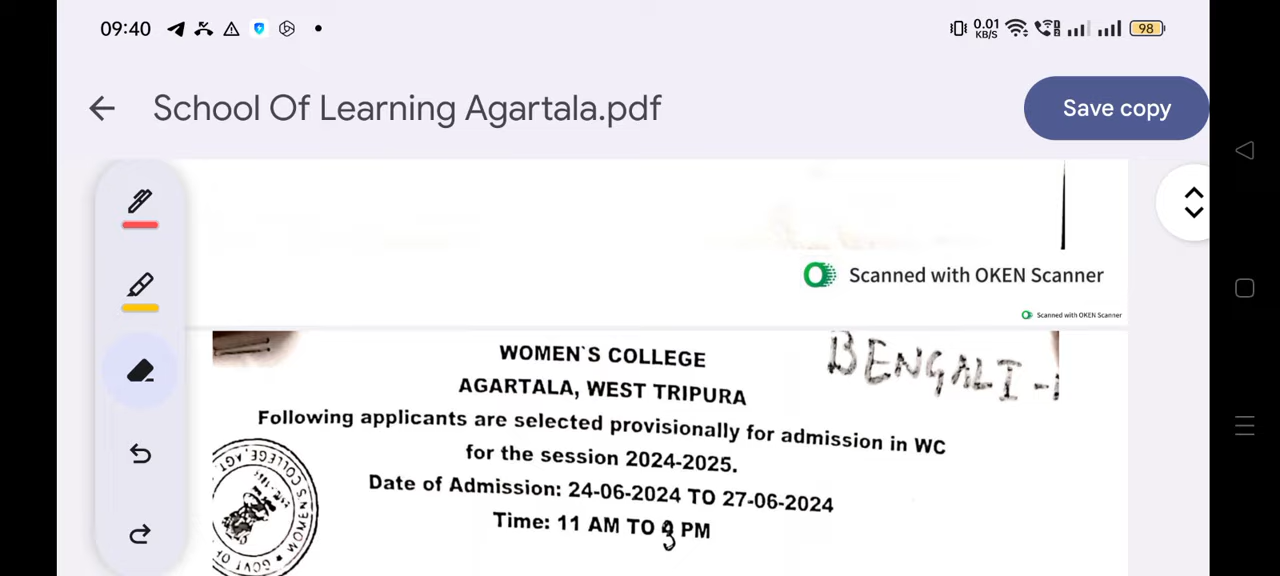 09:40
0.01
KB/S
98
School Of Learning Agartala.pdf
Save copy
Scanned with OKEN Scanner
Scanned with OKEN Scanner
BENGALI -
WOMEN`S COLLEGE
AGARTALA, WEST TRIPURA
Following applicants are selected provisionally for admission in WC
for the session 2024-2025.
Date of Admission: 24-06-2024 TO 27-06-2024
Time: 11 AM TO 3 PM
WOMEN'S COLLEGE
GOVT